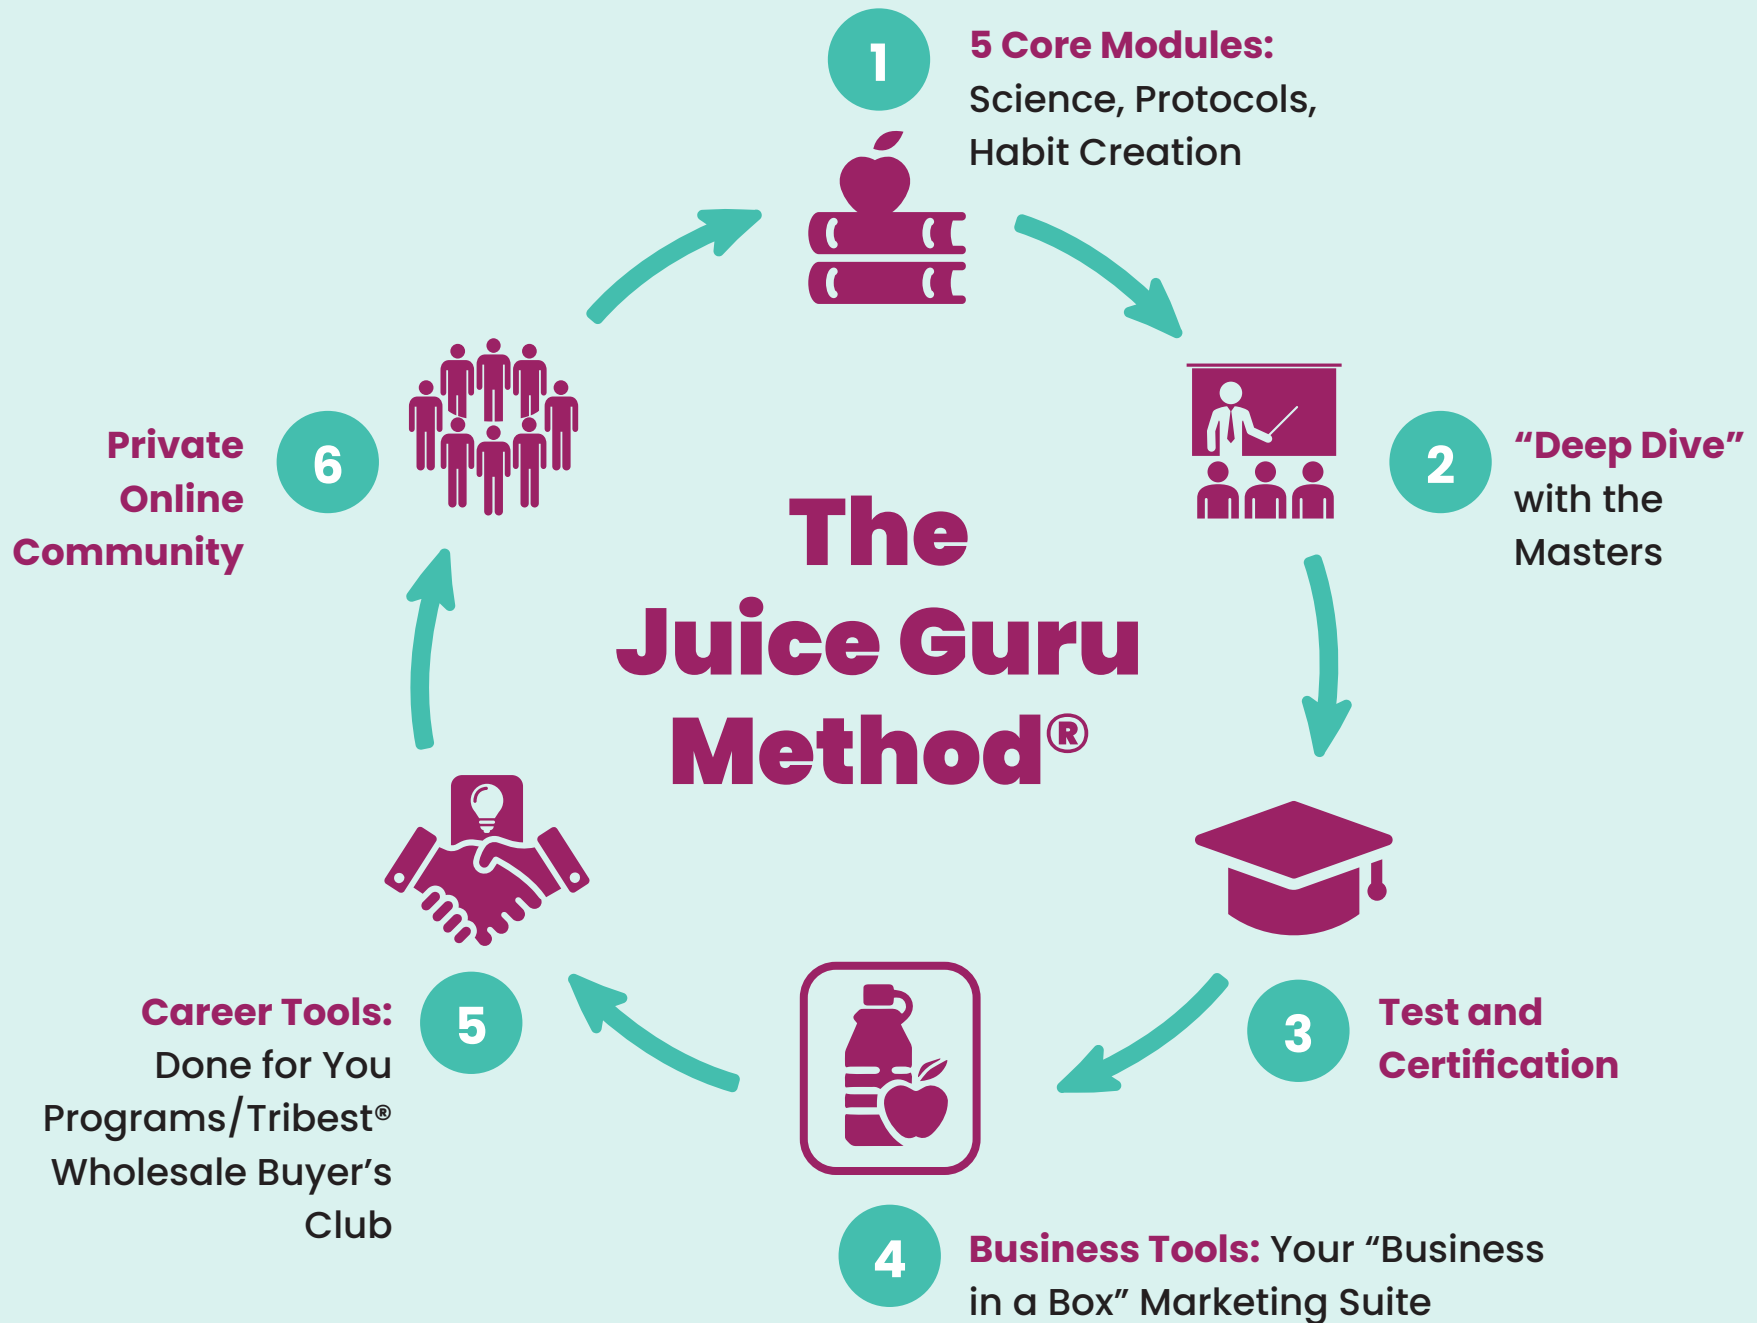 1
5 Core Modules:
Science, Protocols,
Habit Creation
2
“Deep Dive”
with the
Masters
3
Test and
Certification
4
Business Tools: Your “Business
in a Box” Marketing Suite
5
Career Tools:
Done for You
Programs/Tribest®
Wholesale Buyer’s
Club
6
Private
Online
Community
The
Juice Guru
Method®